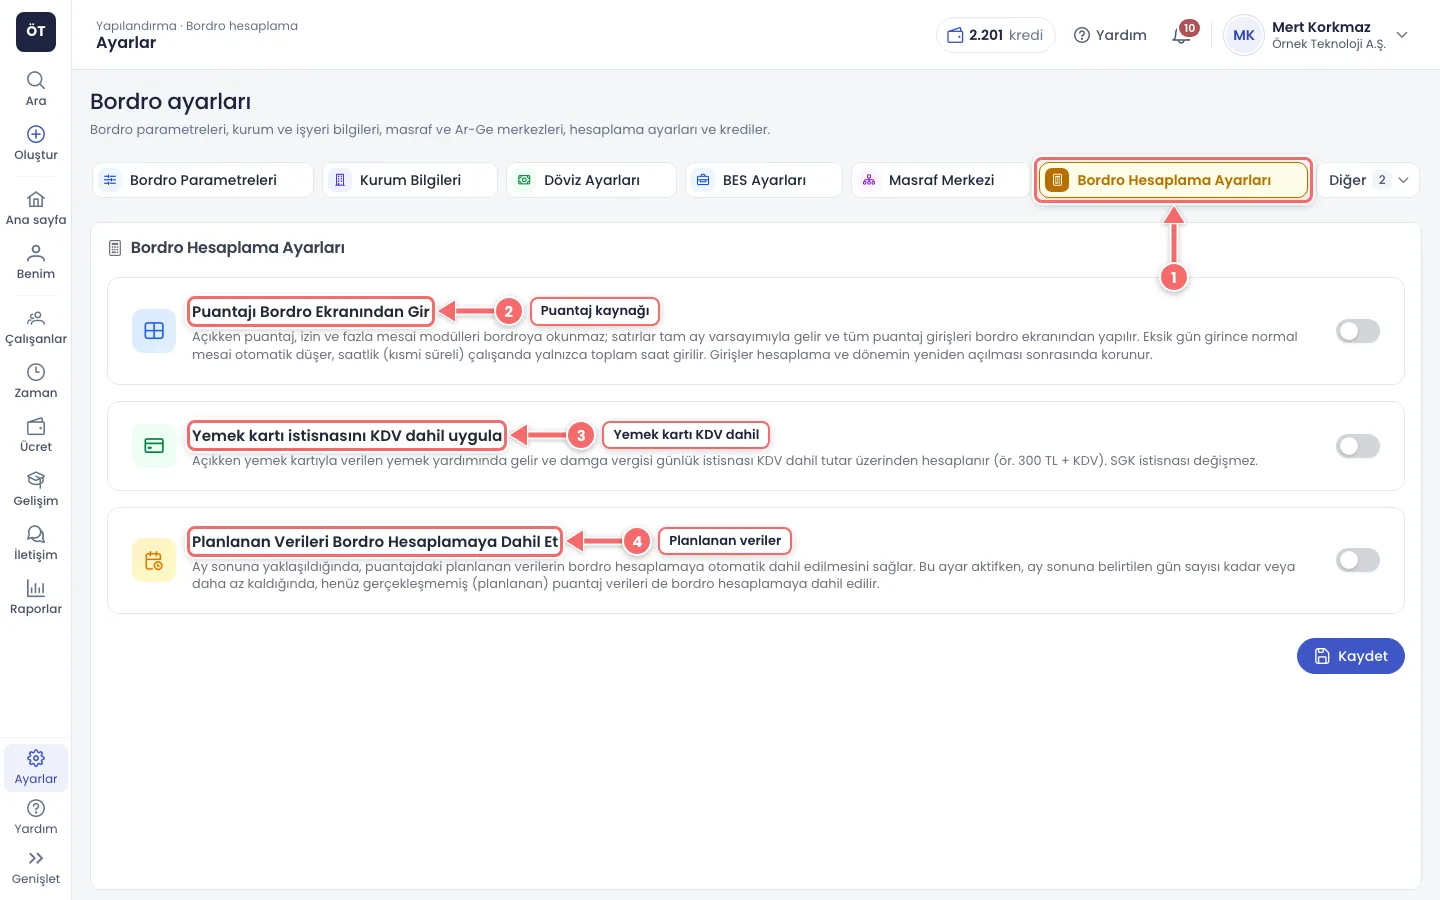 ÖT
Ara
Oluştur
Ana sayfa
Benim
Çalışanlar
Zaman
Ücret
Gelişim
İletişim
Raporlar
Ayarlar
Yardım
Genişlet
Yapılandırma · Bordro hesaplama
Ayarlar
2.201 kredi
Yardım
10
MK
Mert Korkmaz
Örnek Teknoloji A.Ş.
Bordro ayarları
Bordro parametreleri, kurum ve işyeri bilgileri, masraf ve Ar-Ge merkezleri, hesaplama ayarları ve krediler.
Bordro Parametreleri
Kurum Bilgileri
Döviz Ayarları
BES Ayarları
Masraf Merkezi
Bordro Hesaplama Ayarları
Diğer 2
1
Bordro Hesaplama Ayarları
Puantajı Bordro Ekranından Gir
2
Puantaj kaynağı
Açıkken puantaj, izin ve fazla mesai modülleri bordroya okunmaz; satırlar tam ay varsayımıyla gelir ve tüm puantaj girişleri bordro ekranından yapılır. Eksik gün girince normal
mesai otomatik düşer, saatlik (kısmi süreli) çalışanda yalnızca toplam saat girilir. Girişler hesaplama ve dönemin yeniden açılması sonrasında korunur.
Yemek kartı istisnasını KDV dahil uygula
3
Yemek kartı KDV dahil
Açıkken yemek kartıyla verilen yemek yardımında gelir ve damga vergisi günlük istisnası KDV dahil tutar üzerinden hesaplanır (ör. 300 TL + KDV). SGK istisnası değişmez.
Planlanan Verileri Bordro Hesaplamaya Dahil Et
4
Planlanan veriler
Ay sonuna yaklaşıldığında, puantajdaki planlanan verilerin bordro hesaplamaya otomatik dahil edilmesini sağlar. Bu ayar aktifken, ay sonuna belirtilen gün sayısı kadar veya
daha az kaldığında, henüz gerçekleşmemiş (planlanan) puantaj verileri de bordro hesaplamaya dahil edilir.
Kaydet